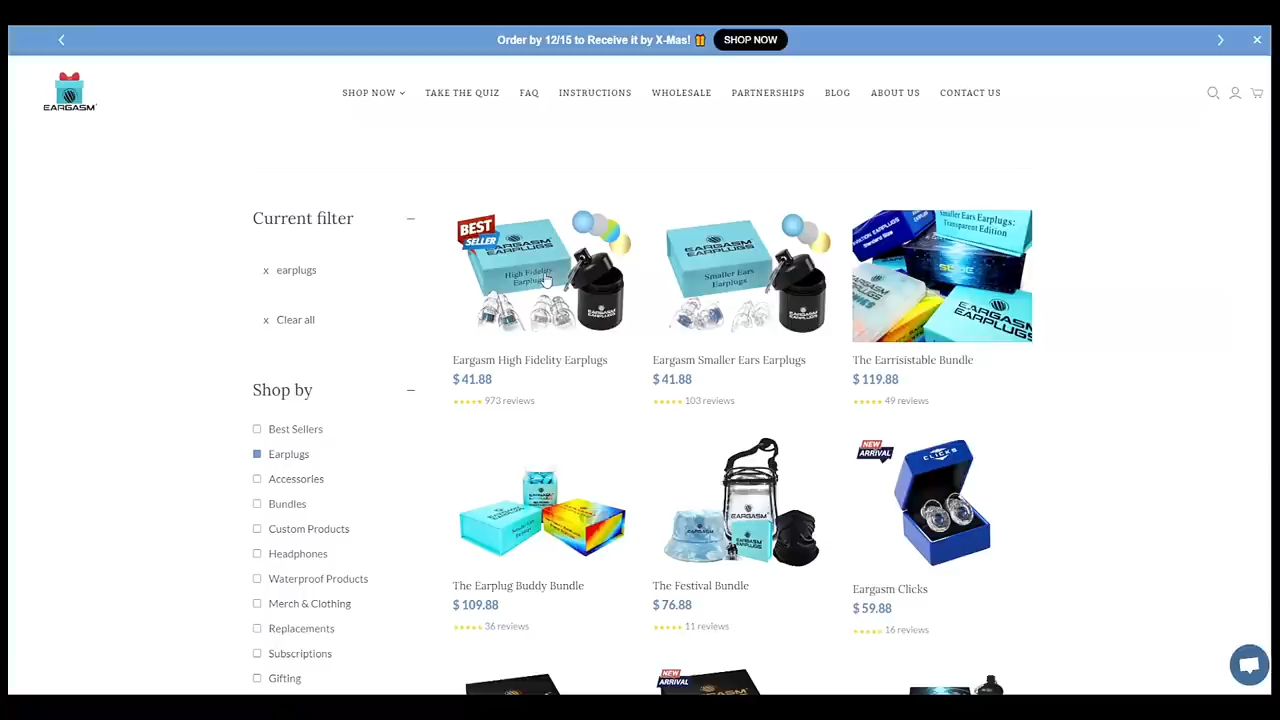 Order by 12/15 to Receive it by X-Mas! 🎁 SHOP NOW
EARGASM
SHOP NOW TAKE THE QUIZ FAQ INSTRUCTIONS WHOLESALE PARTNERSHIPS BLOG ABOUT US CONTACT US
Current filter
x earplugs
x Clear all
Shop by
Best Sellers
Earplugs
Accessories
Bundles
Custom Products
Headphones
Waterproof Products
Merch & Clothing
Replacements
Subscriptions
Gifting
BEST
SELLER
EARGASM
EARPLUGS
High Fidelity
Earplugs
Eargasm High Fidelity Earplugs
$ 41.88
973 reviews
EARGASM
EARPLUGS
Smaller Ears
Earplugs
Eargasm Smaller Ears Earplugs
$ 41.88
103 reviews
Smaller Ears Earplugs:
Transparent Edition
Standard Size
EARGASM
EARPLUGS
The Earrisistable Bundle
$ 119.88
49 reviews
The Earplug Buddy Bundle
$ 109.88
36 reviews
EARGASM
The Festival Bundle
$ 76.88
11 reviews
NEW
ARRIVAL
CLICKS
Eargasm Clicks
$ 59.88
16 reviews
NEW
ARRIVAL